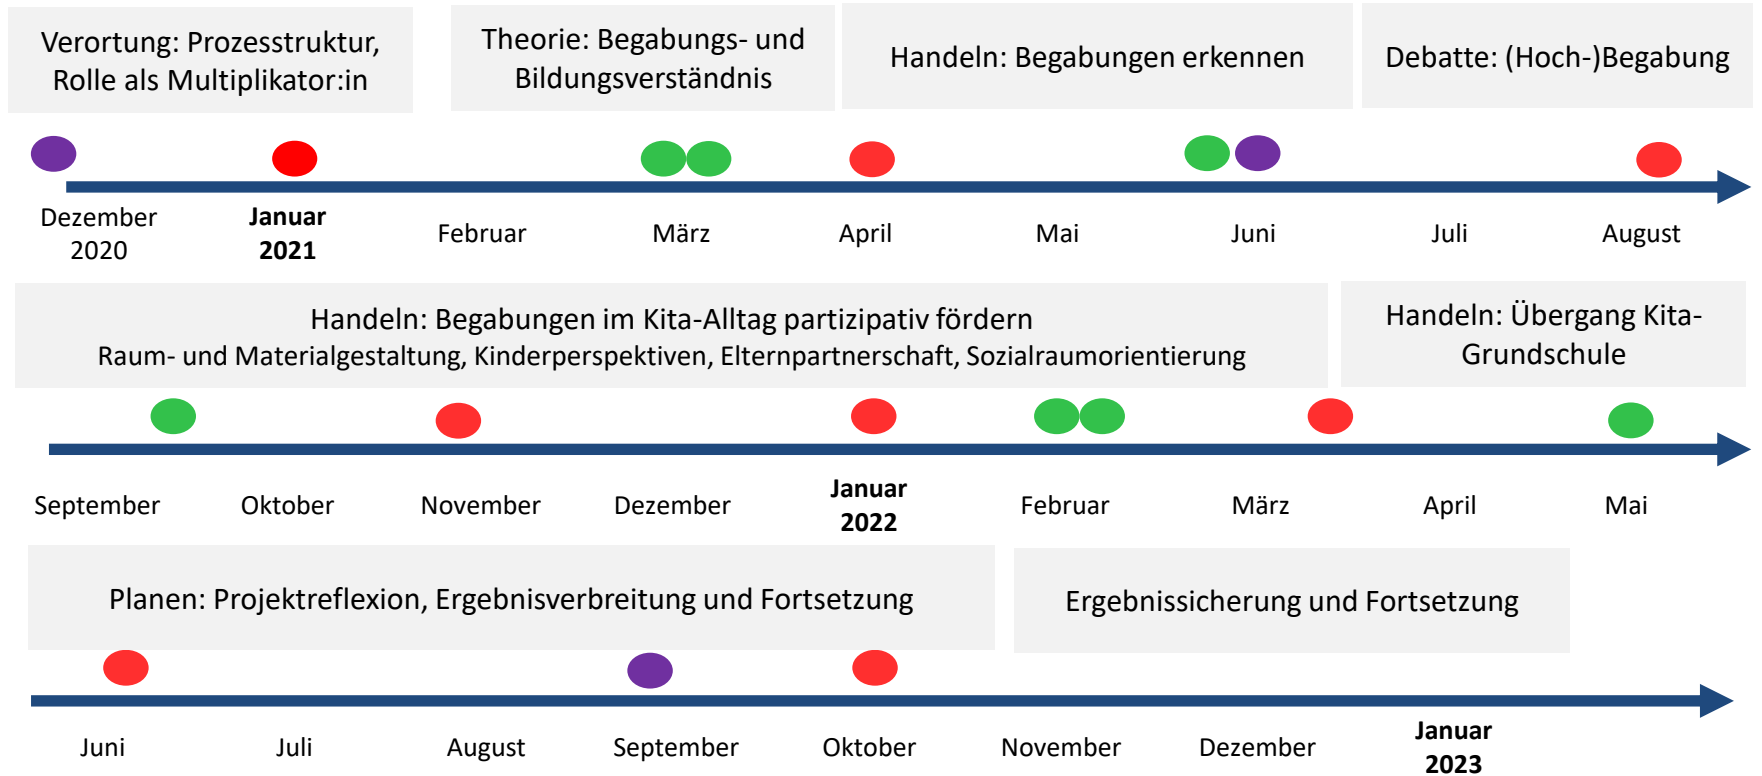 Verortung: Prozesstruktur,
Rolle als Multiplikator:in
Theorie: Begabungs- und
Bildungsverständnis
Handeln: Begabungen erkennen
Debatte: (Hoch-)Begabung
Dezember
2020
Januar
2021
Februar
März
April
Mai
Juni
Juli
August
Handeln: Begabungen im Kita-Alltag partizipativ fördern
Raum- und Materialgestaltung, Kinderperspektiven, Elternpartnerschaft, Sozialraumorientierung
Handeln: Übergang Kita-
Grundschule
September
Oktober
November
Dezember
Januar
2022
Februar
März
April
Mai
Planen: Projektreflexion, Ergebnisverbreitung und Fortsetzung
Ergebnissicherung und Fortsetzung
Juni
Juli
August
September
Oktober
November
Dezember
Januar
2023